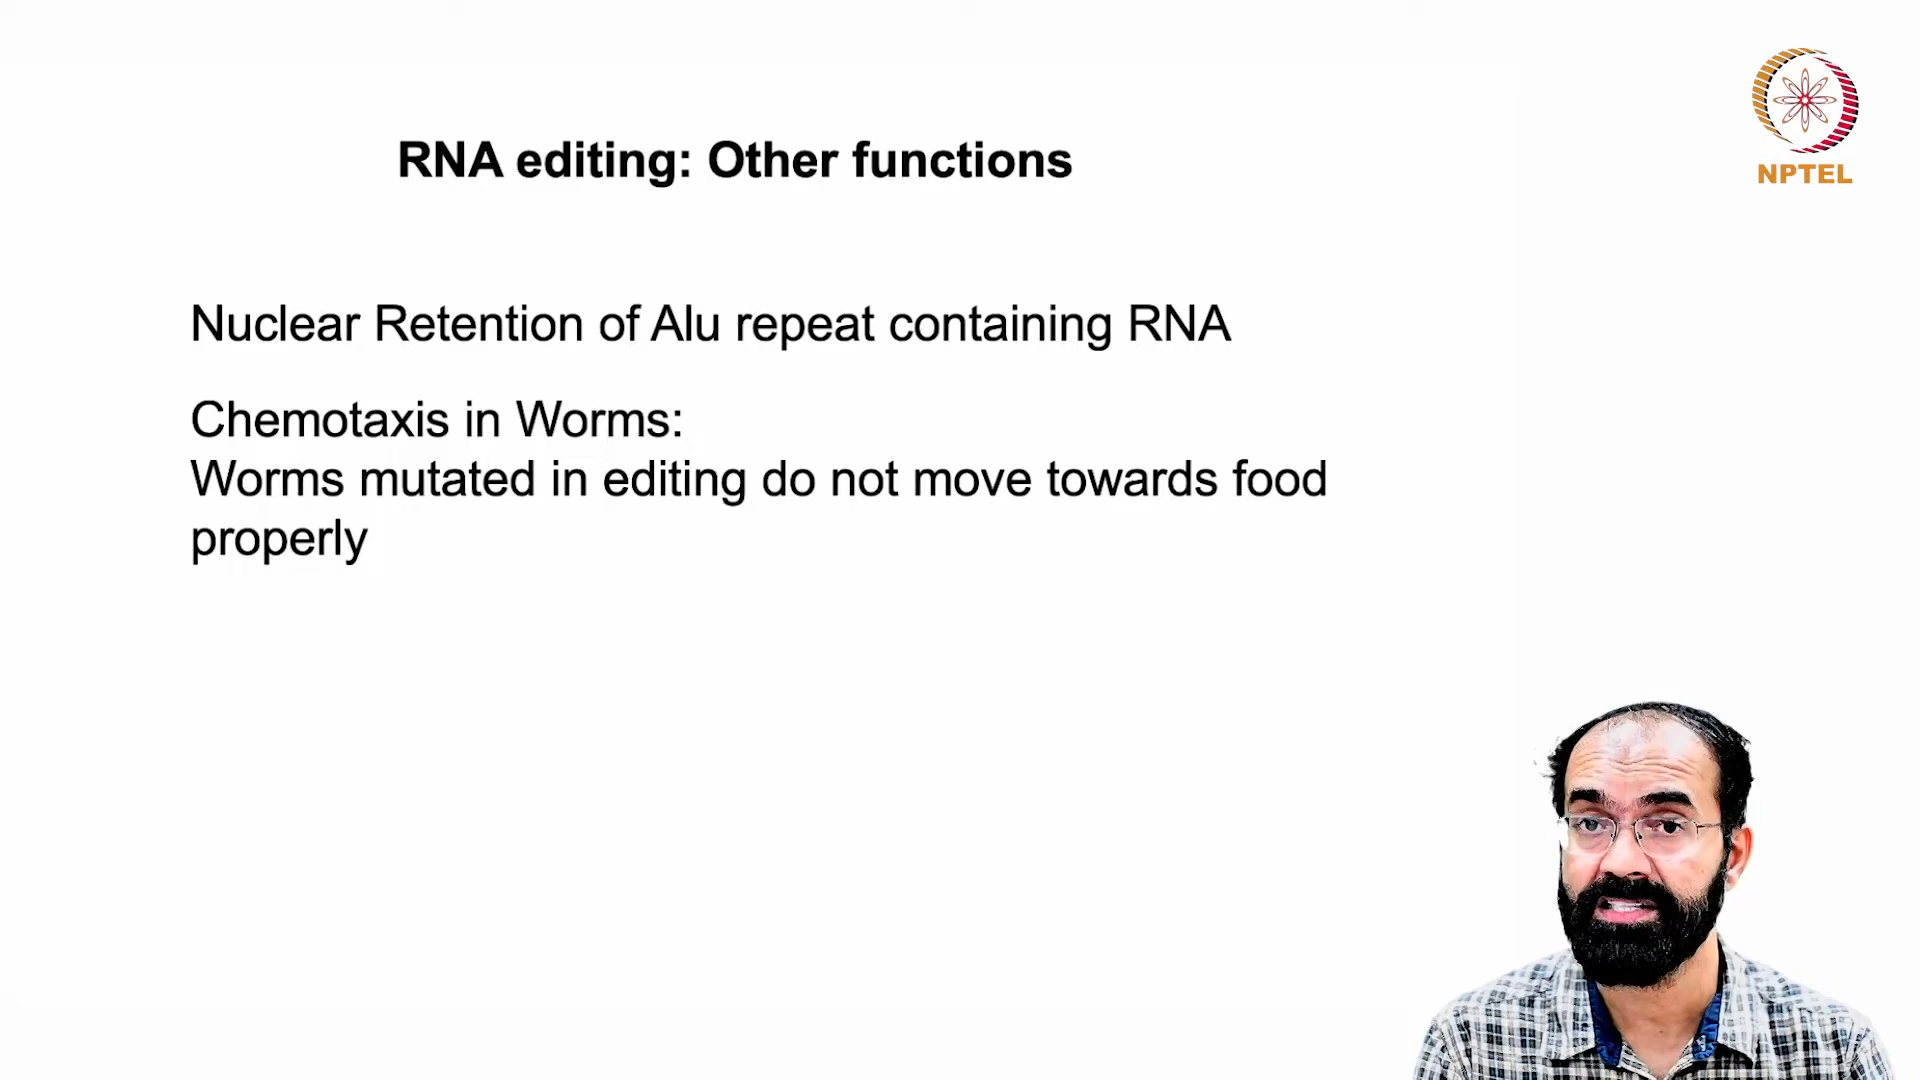 NPTEL
RNA editing: Other functions
Nuclear Retention of Alu repeat containing RNA
Chemotaxis in Worms:
Worms mutated in editing do not move towards food
properly